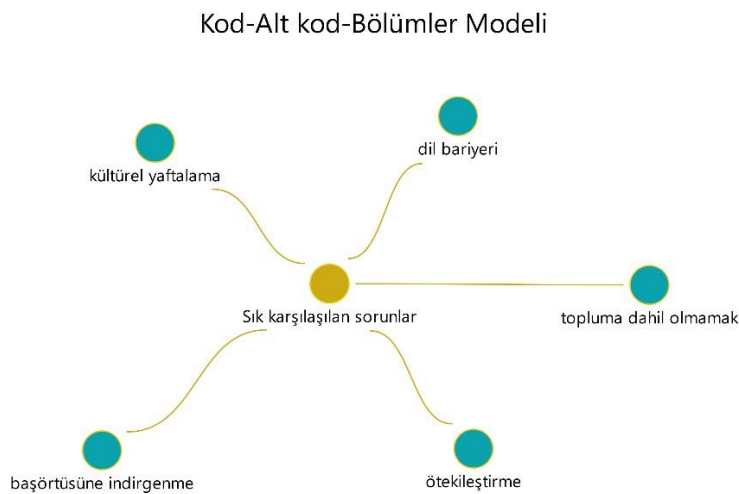 Kod-Alt kod-Bölümler Modeli
dil bariyeri
kültürel yaftalama
Sık karşılaşılan sorunlar
topluma dahil olmamak
başörtüsüne indirgenme
ötekileştirme